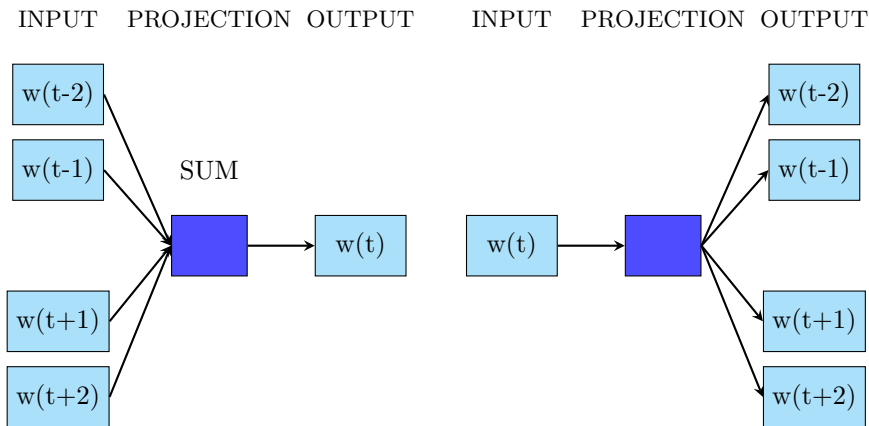 INPUT PROJECTION OUTPUT
w(t-2)
w(t-1)
SUM
w(t)
w(t+1)
w(t+2)
INPUT PROJECTION OUTPUT
w(t-2)
w(t-1)
w(t)
w(t+1)
w(t+2)